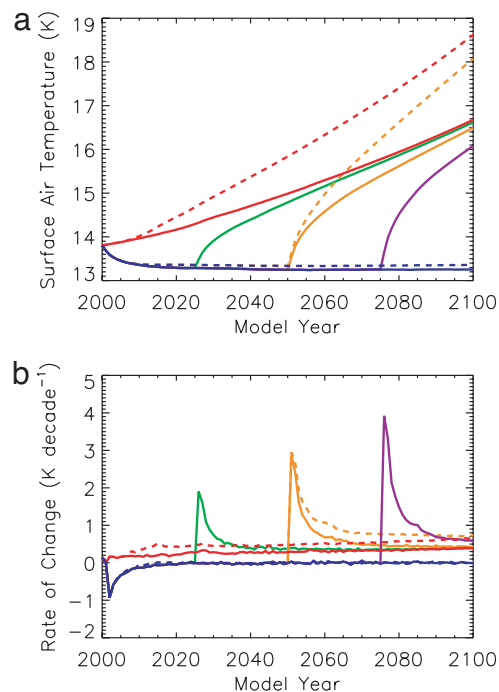 a
Surface Air Temperature (K)
19
18
17
16
15
14
13
2000 2020 2040 2060 2080 2100
Model Year
b
Rate of Change (K decade⁻¹)
5
4
3
2
1
0
-1
-2
2000 2020 2040 2060 2080 2100
Model Year